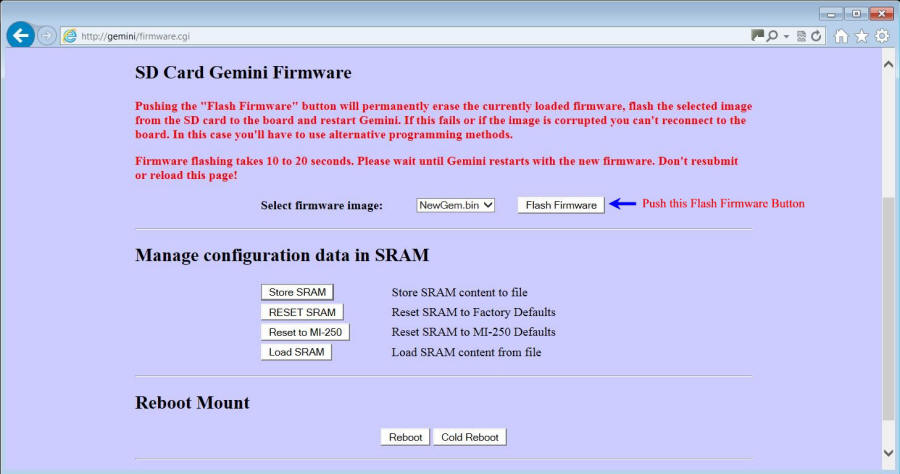 http://gemini/firmware.cgi
SD Card Gemini Firmware
Pushing the "Flash Firmware" button will permanently erase the currently loaded firmware, flash the selected image
from the SD card to the board and restart Gemini. If this fails or if the image is corrupted you can't reconnect to the
board. In this case you'll have to use alternative programming methods.
Firmware flashing takes 10 to 20 seconds. Please wait until Gemini restarts with the new firmware. Don't resubmit
or reload this page!
Select firmware image: NewGem.bin Flash Firmware Push this Flash Firmware Button
Manage configuration data in SRAM
Store SRAM Store SRAM content to file
RESET SRAM Reset SRAM to Factory Defaults
Reset to MI-250 Reset SRAM to MI-250 Defaults
Load SRAM Load SRAM content from file
Reboot Mount
Reboot Cold Reboot